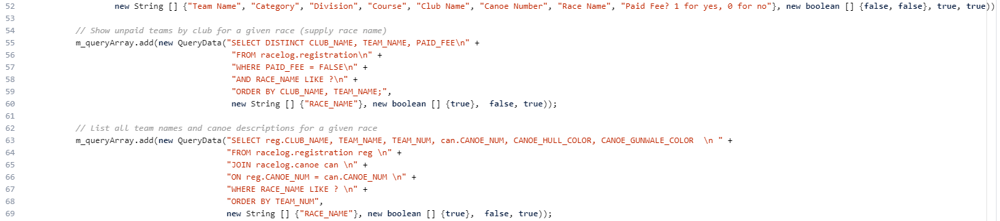 52 new String [] {"Team Name", "Category", "Division", "Course", "Club Name", "Canoe Number", "Race Name", "Paid Fee? 1 for yes, 0 for no"}, new boolean [] {false, false}, true, true))
53
54 // Show unpaid teams by club for a given race (supply race name)
55 m_queryArray.add(new QueryData("SELECT DISTINCT CLUB_NAME, TEAM_NAME, PAID_FEE\n" +
56 "FROM racelog.registration\n" +
57 "WHERE PAID_FEE = FALSE\n" +
58 "AND RACE_NAME LIKE ?\n" +
59 "ORDER BY CLUB_NAME, TEAM_NAME;",
60 new String [] {"RACE_NAME"}, new boolean [] {true},  false, true));
61
62 // List all team names and canoe descriptions for a given race
63 m_queryArray.add(new QueryData("SELECT reg.CLUB_NAME, TEAM_NAME, TEAM_NUM, can.CANOE_NUM, CANOE_HULL_COLOR, CANOE_GUNWALE_COLOR  \n " +
64 "FROM racelog.registration reg \n" +
65 "JOIN racelog.canoe can \n" +
66 "ON reg.CANOE_NUM = can.CANOE_NUM \n" +
67 "WHERE RACE_NAME LIKE ? \n" +
68 "ORDER BY TEAM_NUM",
69 new String [] {"RACE_NAME"}, new boolean [] {true},  false, true));